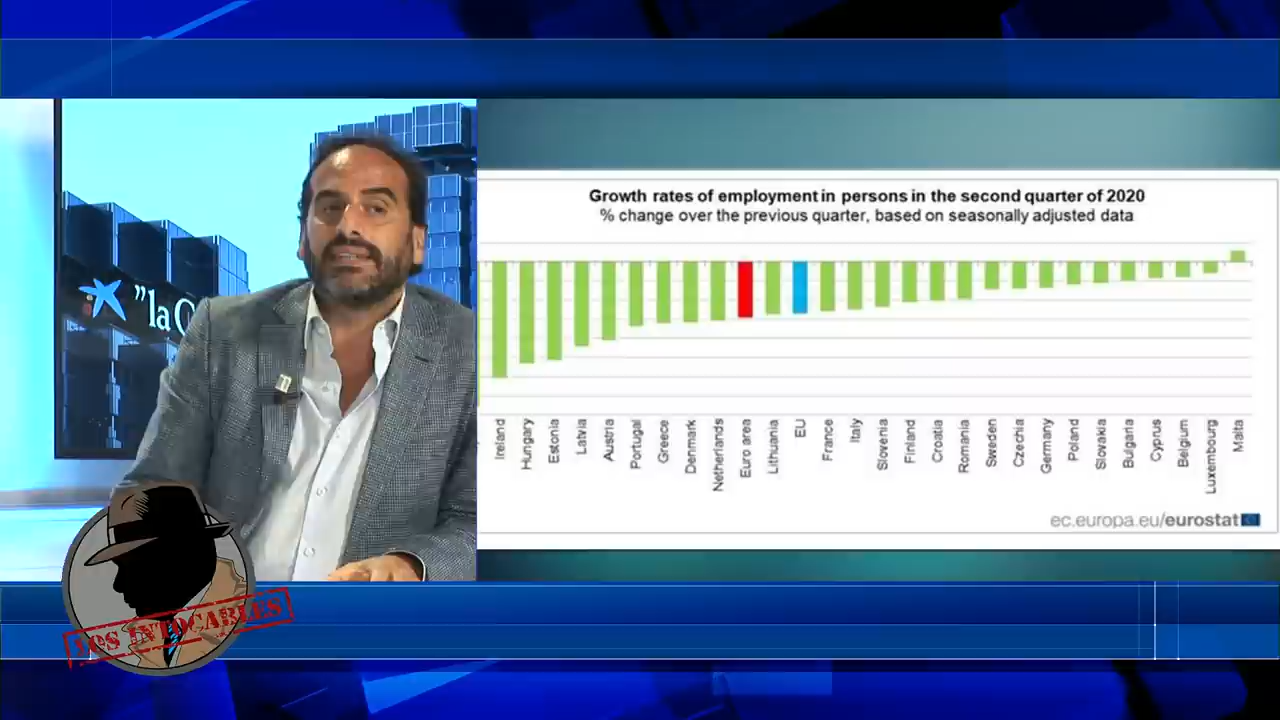 "la C
LOS INTOCABLES
Growth rates of employment in persons in the second quarter of 2020
% change over the previous quarter, based on seasonally adjusted data
Ireland
Hungary
Estonia
Latvia
Austria
Portugal
Greece
Denmark
Netherlands
Euro area
Lithuania
EU
France
Italy
Slovenia
Finland
Croatia
Romania
Sweden
Czechia
Germany
Poland
Slovakia
Bulgaria
Cyprus
Belgium
Luxembourg
Malta
ec.europa.eu/eurostat